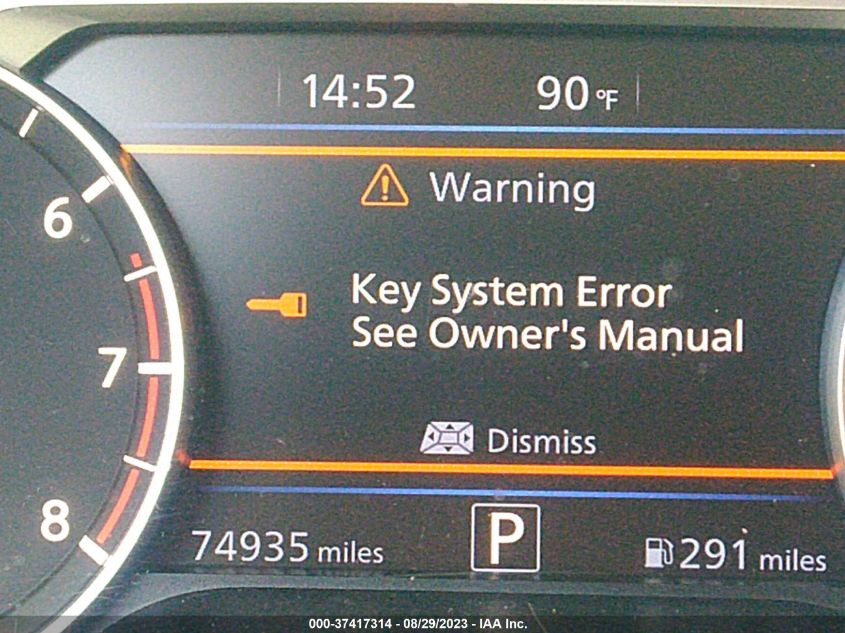 14:52 90 °F
Warning
Key System Error
See Owner's Manual
Dismiss
6
7
8
74935 miles P 291 miles
000-37417314 - 08/29/2023 - IAA Inc.